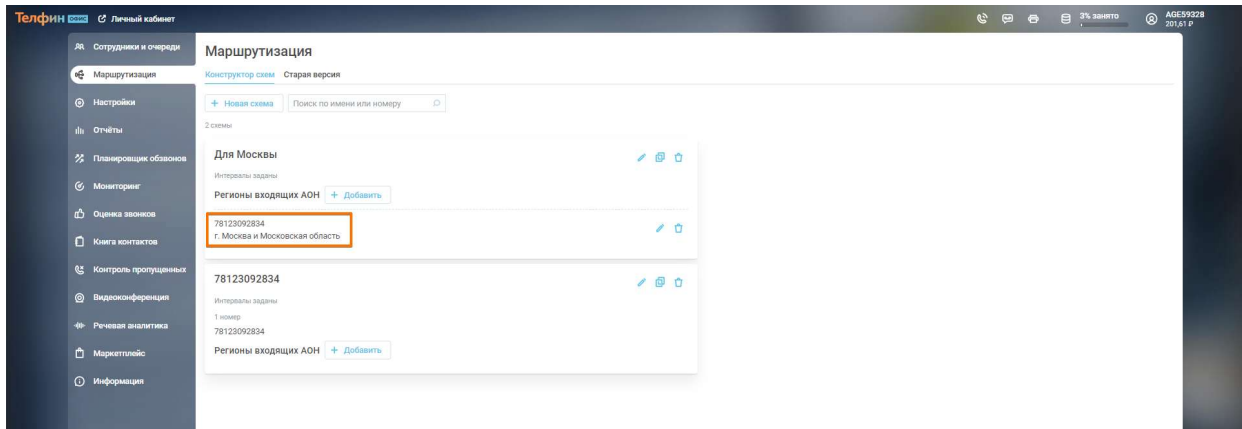 Телфин офис Личный кабинет 3% занято AGE59328
201,61 ₽
Сотрудники и очереди
Маршрутизация
Настройки
Отчёты
Планировщик обзвонов
Мониторинг
Оценка звонков
Книга контактов
Контроль пропущенных
Видеоконференция
Речевая аналитика
Маркетплейс
Информация
Маршрутизация
Конструктор схем Старая версия
+ Новая схема Поиск по имени или номеру
2 схемы
Для Москвы
Интервалы заданы
Регионы входящих АОН + Добавить
78123092834
г. Москва и Московская область
78123092834
Интервалы заданы
1 номер
78123092834
Регионы входящих АОН + Добавить